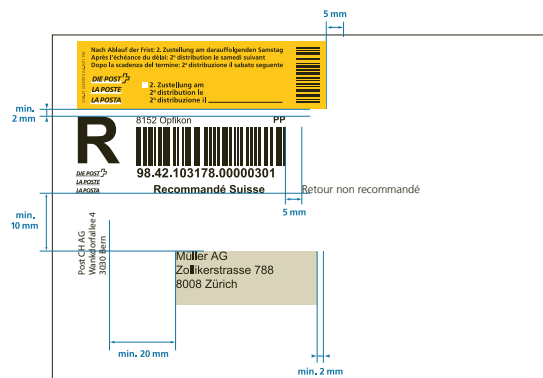 5 mm
Nach Ablauf der Frist: 2. Zustellung am darauffolgenden Samstag
Après l'échéance du délai: 2e distribution le samedi suivant
Dopo la scadenza del termine: 2a distribuzione il sabato seguente
DIE POST
LA POSTE
LA POSTA
2. Zustellung am
2e distribution le
2a distribuzione il
min.
2 mm
R
8152 Opfikon PP
98.42.103178.00000301
DIE POST
LA POSTE
LA POSTA
Recommandé Suisse
Retour non recommandé
5 mm
min.
10 mm
Post CH AG
Wankdorfallee 4
3030 Bern
Müller AG
Zollikerstrasse 788
8008 Zürich
min. 20 mm
min. 2 mm